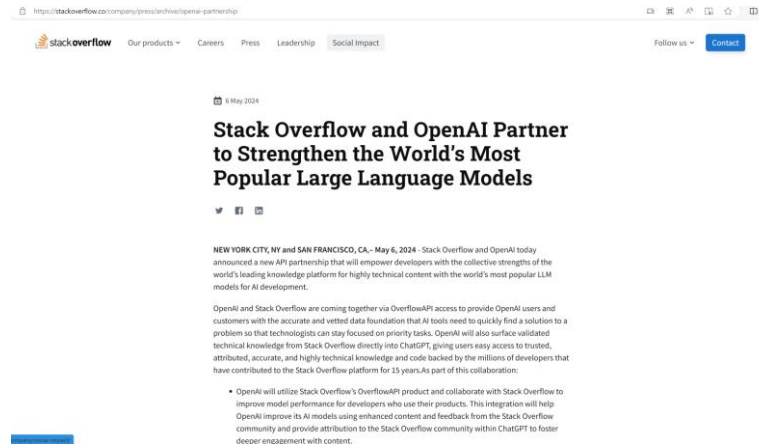 https://stackoverflow.co/company/press/archive/openai-partnership
stackoverflow Our products Careers Press Leadership Social Impact Follow us Contact
6 May 2024
Stack Overflow and OpenAI Partner
to Strengthen the World's Most
Popular Large Language Models
NEW YORK CITY, NY and SAN FRANCISCO, CA,– May 6, 2024 - Stack Overflow and OpenAI today
announced a new API partnership that will empower developers with the collective strengths of the
world's leading knowledge platform for highly technical content with the world's most popular LLM
models for AI development.
OpenAI and Stack Overflow are coming together via OverflowAPI access to provide OpenAI users and
customers with the accurate and vetted data foundation that AI tools need to quickly find a solution to a
problem so that technologists can stay focused on priority tasks. OpenAI will also surface validated
technical knowledge from Stack Overflow directly into ChatGPT, giving users easy access to trusted,
attributed, accurate, and highly technical knowledge and code backed by the millions of developers that
have contributed to the Stack Overflow platform for 15 years.As part of this collaboration:
• OpenAI will utilize Stack Overflow's OverflowAPI product and collaborate with Stack Overflow to
improve model performance for developers who use their products. This integration will help
OpenAI improve its AI models using enhanced content and feedback from the Stack Overflow
community and provide attribution to the Stack Overflow community within ChatGPT to foster
deeper engagement with content.